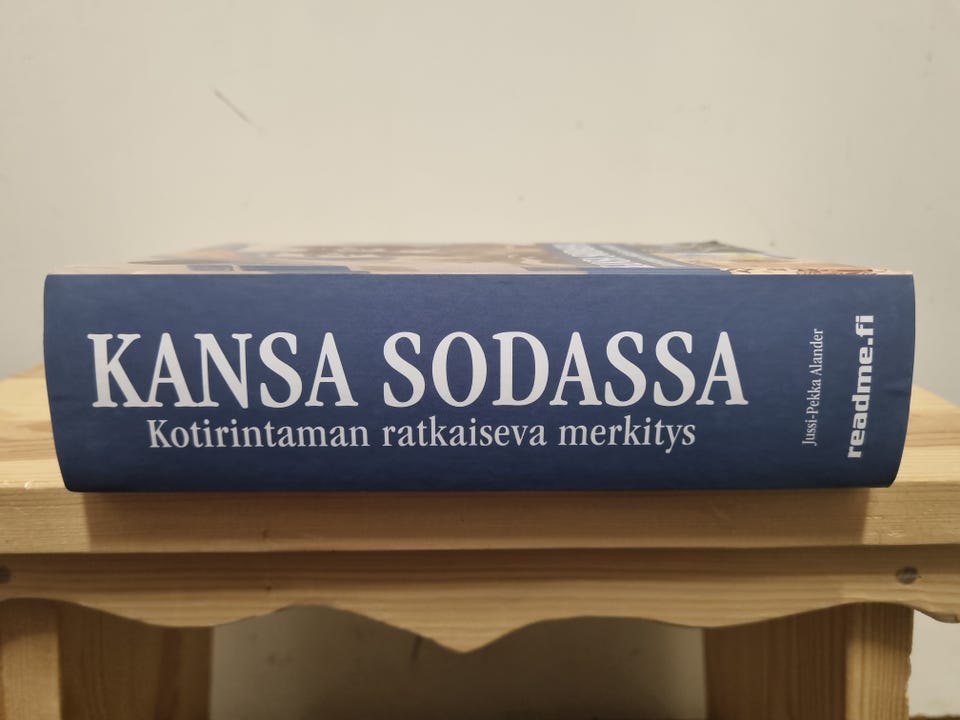 KANSA SODASSA
Kotirintaman ratkaiseva merkitys
Jussi-Pekka Alander
readme.fi